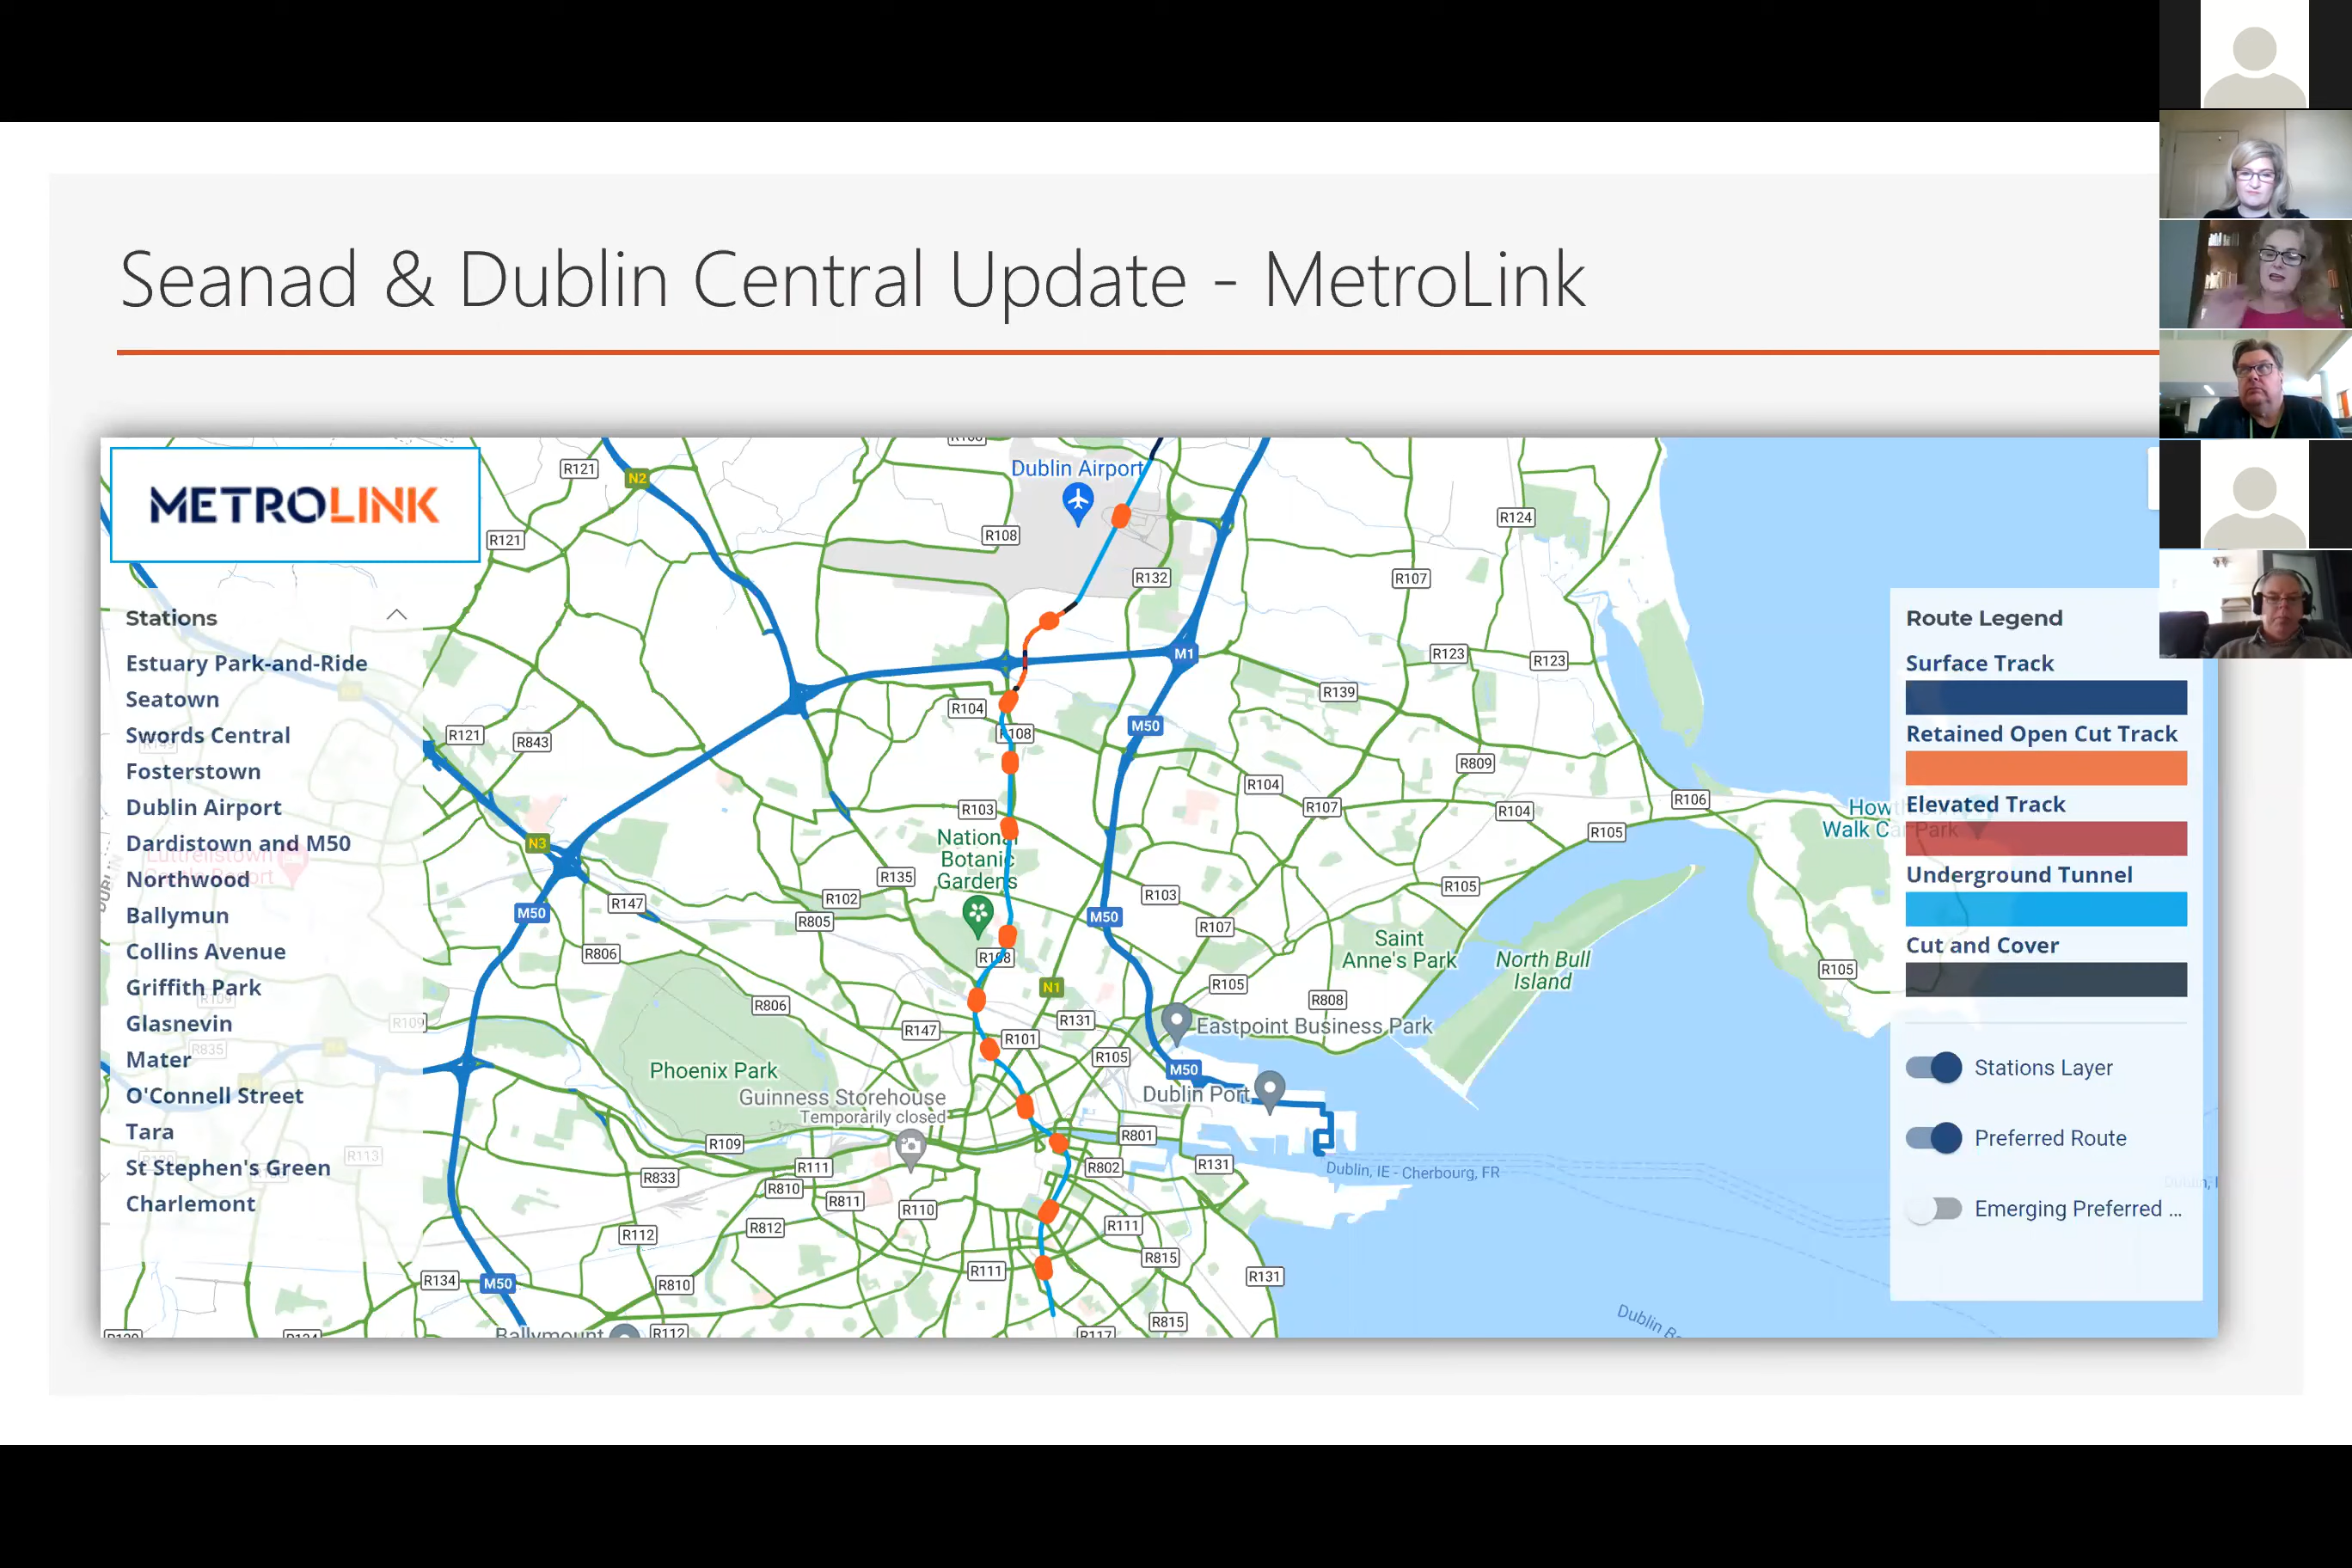 Seanad & Dublin Central Update - MetroLink
METROLINK
Stations
Estuary Park-and-Ride
Seatown
Swords Central
Fosterstown
Dublin Airport
Dardistown and M50
Northwood
Ballymun
Collins Avenue
Griffith Park
Glasnevin
Mater
O'Connell Street
Tara
St Stephen's Green
Charlemont
R121
N2
R121
Dublin Airport
R108
R132
R124
R107
M1
R123
R123
R139
R104
R108
M50
R121
R843
R809
R104
R107
R104
R106
R103
R105
National
Botanic
Gardens
N3
R135
R102
R805
R103
R105
M50
R147
M50
R107
R806
R108
Saint
Anne's Park
North Bull
Island
R105
R105
N1
R806
R808
R109
R147
R131
Eastpoint Business Park
R101
R105
R835
Phoenix Park
M50
Guinness Storehouse
Temporarily closed
Dublin Port
R109
R801
R113
R111
R802
R131
Dublin, IE - Cherbourg, FR
R833
R810
R811
R110
R812
R111
R112
R815
R111
R131
R134
M50
R810
R815
Ballymount
R112
R117
Route Legend
Surface Track
Retained Open Cut Track
Elevated Track
Underground Tunnel
Cut and Cover
Stations Layer
Preferred Route
Emerging Preferred ...